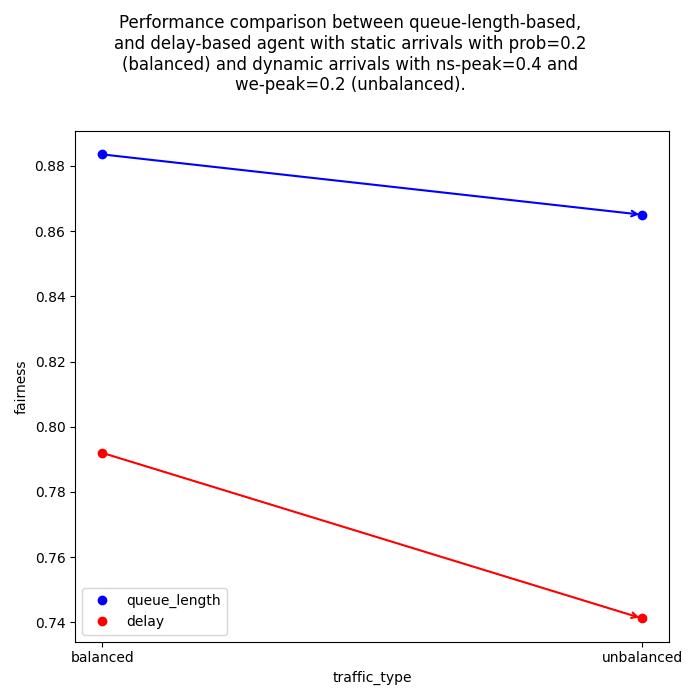 Performance comparison between queue-length-based,
and delay-based agent with static arrivals with prob=0.2
(balanced) and dynamic arrivals with ns-peak=0.4 and
we-peak=0.2 (unbalanced).
0.88
0.86
0.84
0.82
0.80
0.78
0.76
0.74
fairness
queue_length
delay
balanced unbalanced
traffic_type